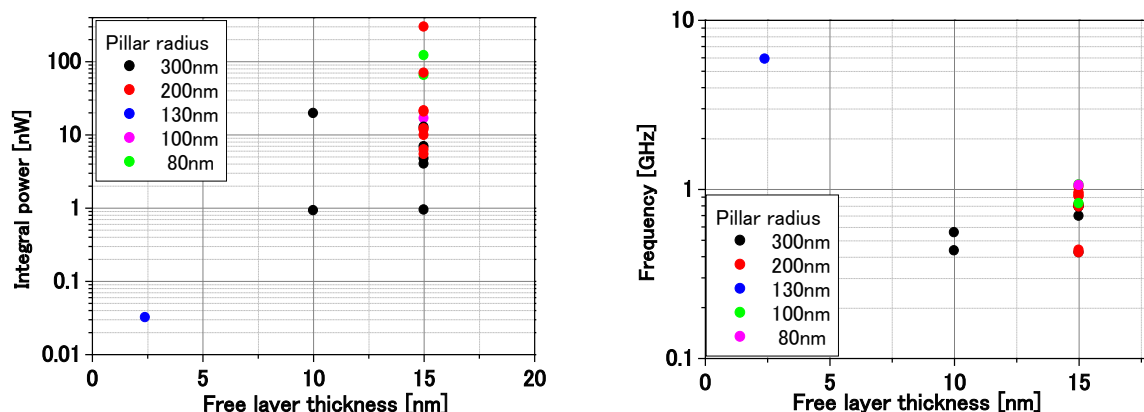 Pillar radius
300nm
200nm
130nm
100nm
80nm
100
10
1
0.1
0.01
0
5
10
15
20
Integral power [nW]
Free layer thickness [nm]
10
1
0.1
Pillar radius
300nm
200nm
130nm
100nm
80nm
0
5
10
15
Frequency [GHz]
Free layer thickness [nm]